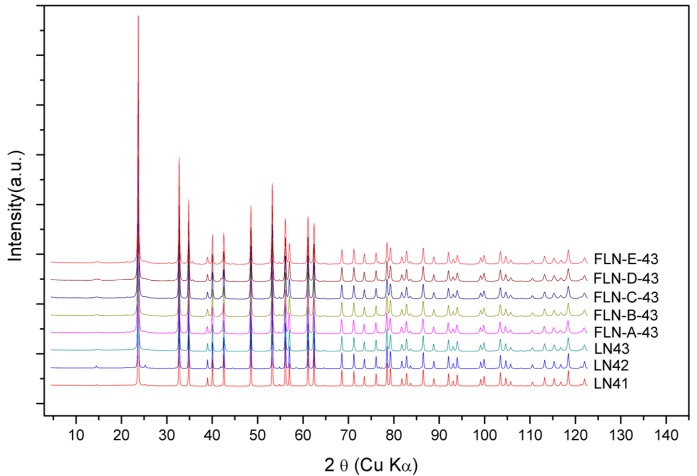 Intensity(a.u.)
FLN-E-43
FLN-D-43
FLN-C-43
FLN-B-43
FLN-A-43
LN43
LN42
LN41
10 20 30 40 50 60 70 80 90 100 110 120 130 140
2 θ (Cu Kα)